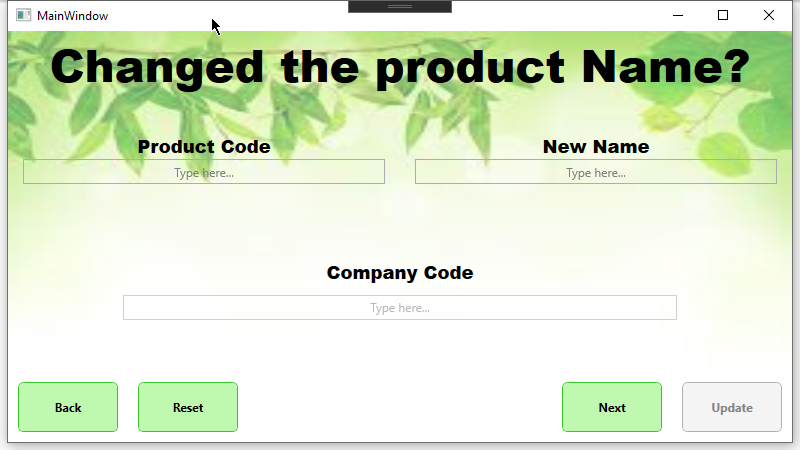 MainWindow
Changed the product Name?
Product Code
New Name
Type here...
Type here...
Company Code
Type here...
Back
Reset
Next
Update